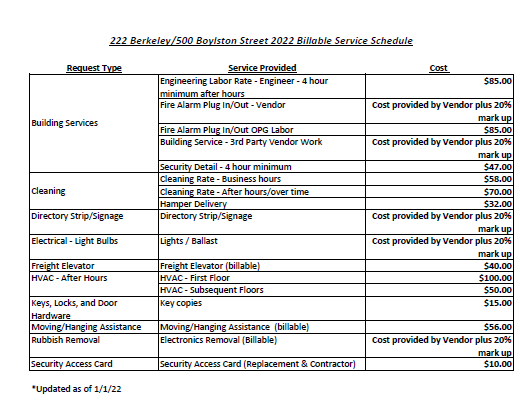 222 Berkeley/500 Boylston Street 2022 Billable Service Schedule
Request Type Service Provided Cost
Building Services
Engineering Labor Rate - Engineer - 4 hour
minimum after hours
$85.00
Fire Alarm Plug In/Out - Vendor
Cost provided by Vendor plus 20%
mark up
Fire Alarm Plug In/Out OPG Labor $85.00
Building Service - 3rd Party Vendor Work
Cost provided by Vendor plus 20%
mark up
Security Detail - 4 hour minimum $47.00
Cleaning
Cleaning Rate - Business hours $58.00
Cleaning Rate - After hours/over time $70.00
Hamper Delivery $32.00
Directory Strip/Signage Directory Strip/Signage Cost provided by Vendor plus 20%
mark up
Electrical - Light Bulbs Lights / Ballast Cost provided by Vendor plus 20%
mark up
Freight Elevator Freight Elevator (billable) $40.00
HVAC - After Hours HVAC - First Floor $100.00
HVAC - Subsequent Floors $50.00
Keys, Locks, and Door
Hardware
Key copies $15.00
Moving/Hanging Assistance Moving/Hanging Assistance (billable) $56.00
Rubbish Removal Electronics Removal (Billable) Cost provided by Vendor plus 20%
mark up
Security Access Card Security Access Card (Replacement & Contractor) $10.00
*Updated as of 1/1/22